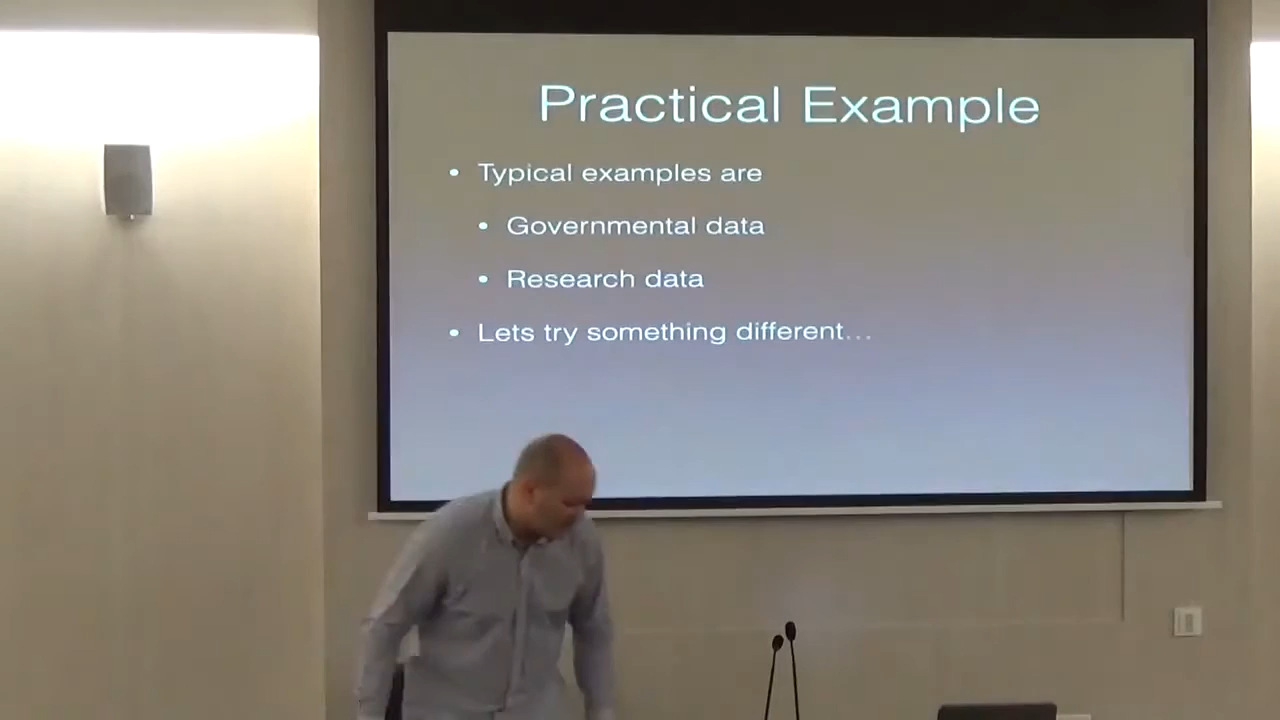 Practical Example
• Typical examples are
• Governmental data
• Research data
• Lets try something different...